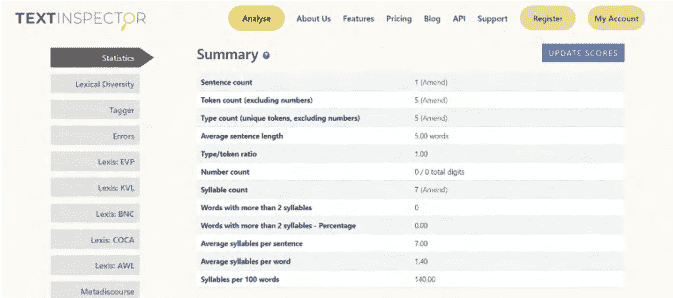 TEXTINSPECTOR
Analyse About Us Features Pricing Blog API Support Register My Account
Statistics
Lexical Diversity
Tagger
Errors
Lexis: EVP
Lexis: KVL
Lexis: BNC
Lexis: COCA
Lexis: AWL
Metadiscourse
Summary
UPDATE SCORES
Sentence count 1 (Amend)
Token count (excluding numbers) 5 (Amend)
Type count (unique tokens, excluding numbers) 5 (Amend)
Average sentence length 5.00 words
Type/token ratio 1.00
Number count 0 / 0 total digits
Syllable count 7 (Amend)
Words with more than 2 syllables 0
Words with more than 2 syllables - Percentage 0.00
Average syllables per sentence 7.00
Average syllables per word 1.40
Syllables per 100 words 140.00